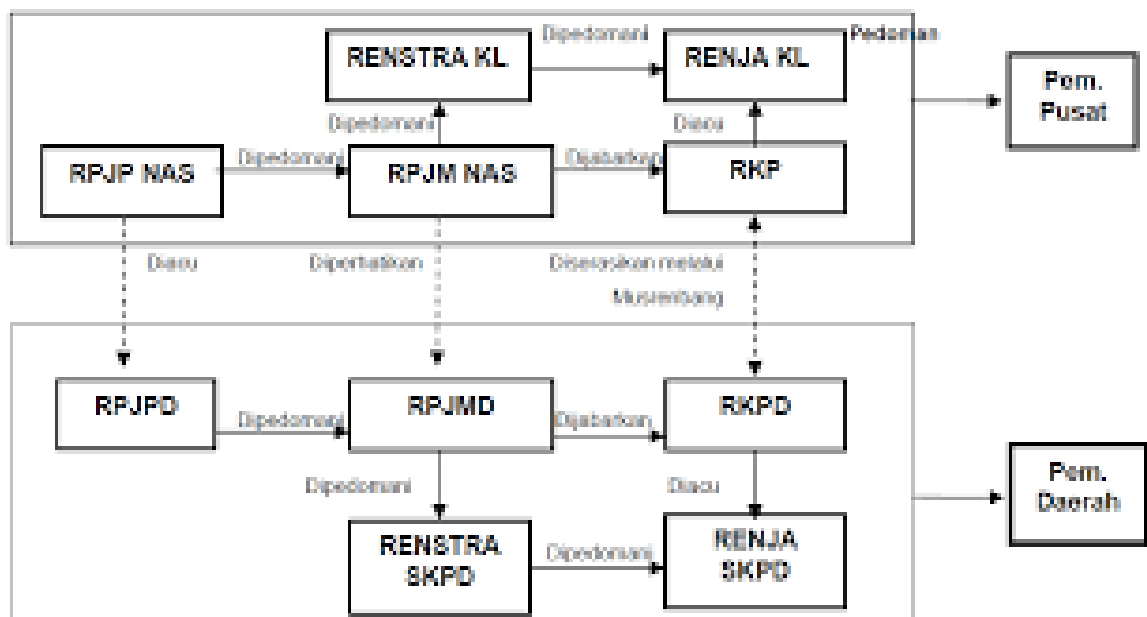 Dipedomani
Pedoman
RENSTRA KL
RENJA KL
Pem.
Pusat
Dipedomani
Diacu
RPJP NAS
Dipedomani
RPJM NAS
Dijabarkan
RKP
Diacu
Diperhatikan
Diserasikan melalui
Musrenbang
RPJPD
Dipedomani
RPJMD
Dijabarkan
RKPD
Pem.
Daerah
Dipedomani
Diacu
RENSTRA
SKPD
Dipedomani
RENJA
SKPD